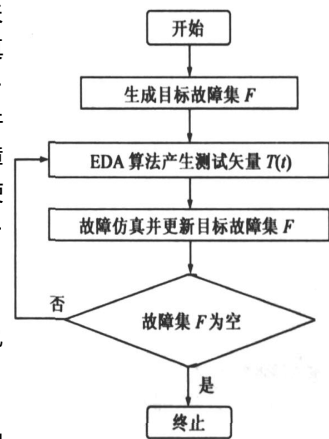 开始
生成目标故障集 F
EDA 算法产生测试矢量 T(t)
故障仿真并更新目标故障集 F
否
故障集 F 为空
是
终止